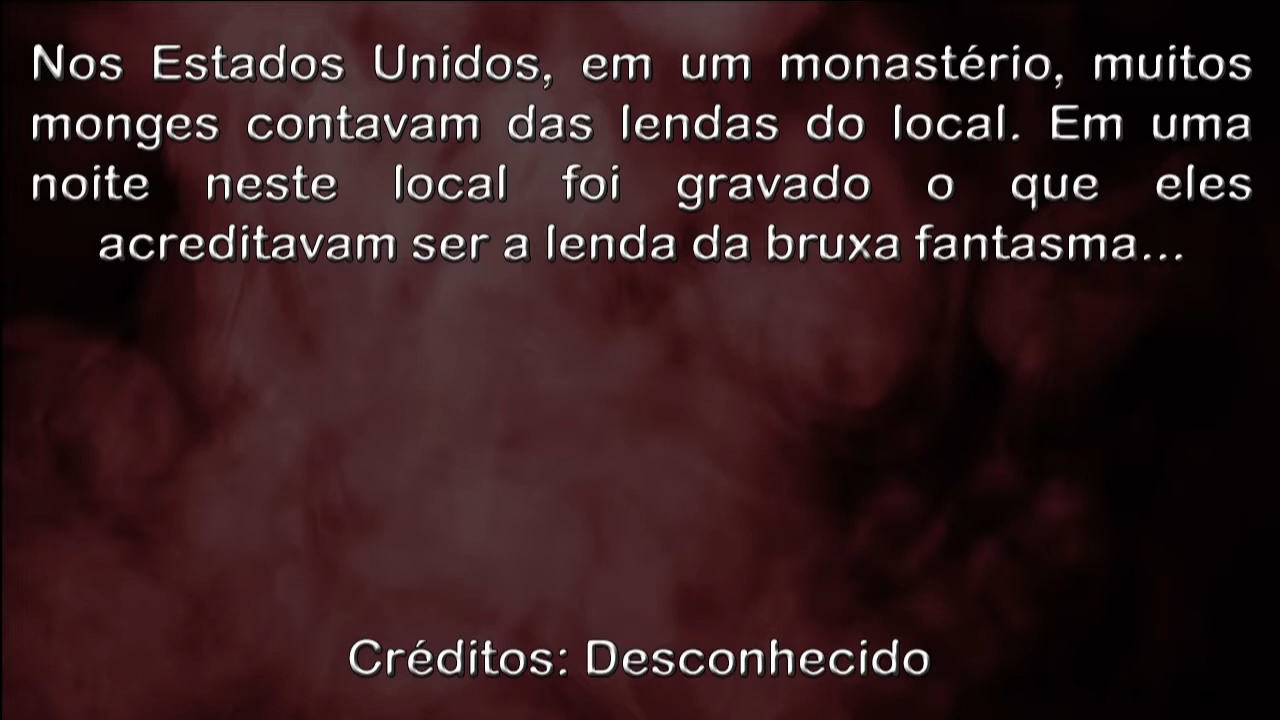 Nos Estados Unidos, em um monastério, muitos
monges contavam das lendas do local. Em uma
noite neste local foi gravado o que eles
acreditavam ser a lenda da bruxa fantasma...
Créditos: Desconhecido